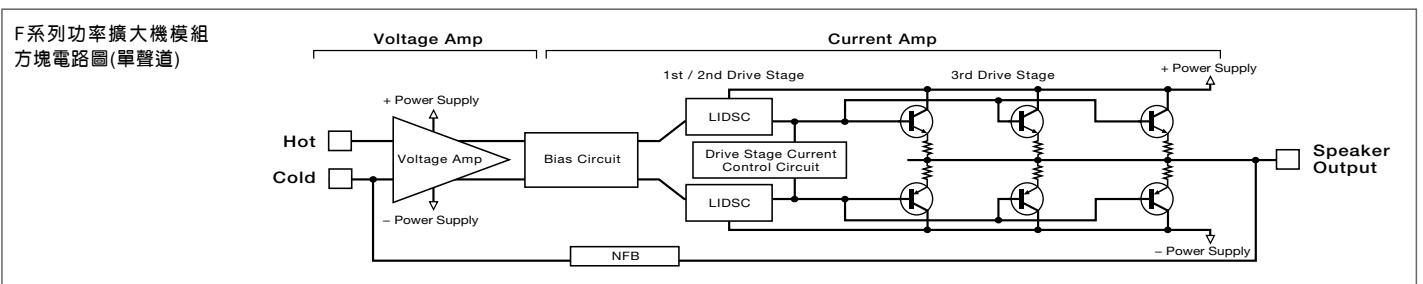 F系列功率擴大機模組
方塊電路圖(單聲道)
Voltage Amp
Current Amp
1st / 2nd Drive Stage
3rd Drive Stage
+ Power Supply
+ Power Supply
LIDSC
Hot
Voltage Amp
Bias Circuit
Drive Stage Current
Control Circuit
Speaker
Output
Cold
LIDSC
– Power Supply
– Power Supply
NFB